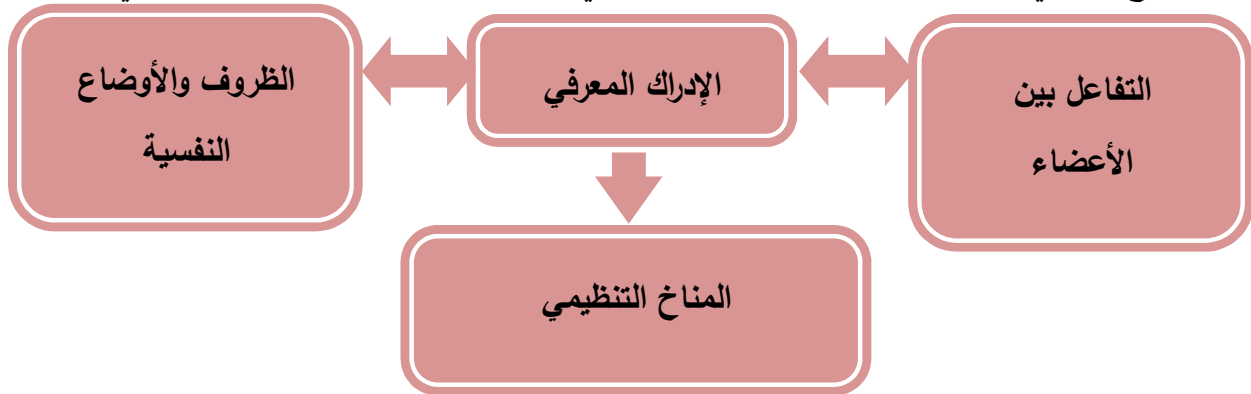 التفاعل بين
الأعضاء
الإدراك المعرفي
الظروف والأوضاع
النفسية
المناخ التنظيمي